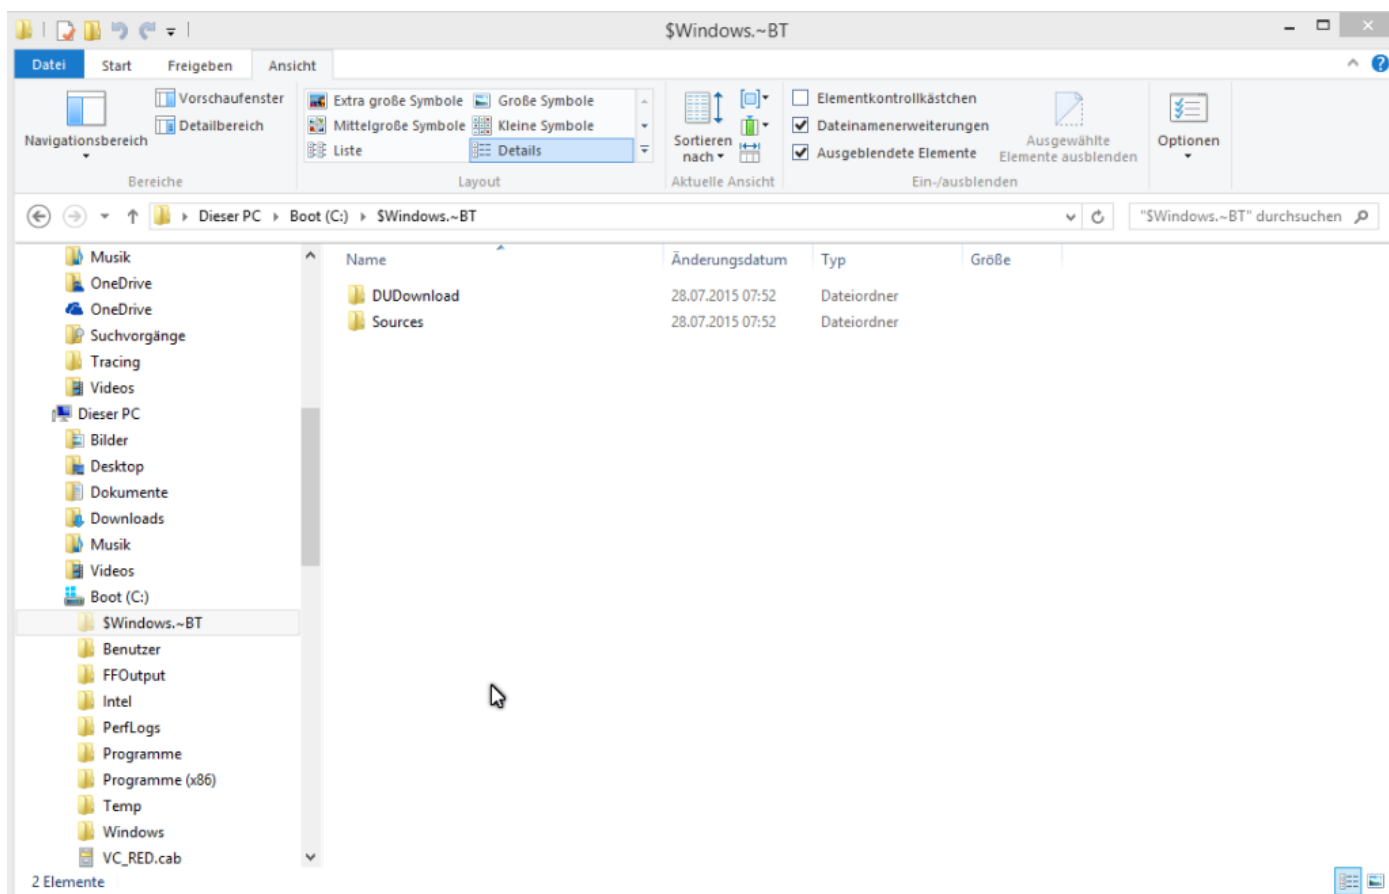 $Windows.~BT
Datei Start Freigeben Ansicht
Navigationsbereich
Vorschaufenster
Detailbereich
Bereiche
Extra große Symbole Große Symbole
Mittelgroße Symbole Kleine Symbole
Liste Details
Layout
Sortieren
nach
Aktuelle Ansicht
Elementkontrollkästchen
Dateinamenerweiterungen
Ausgeblendete Elemente
Ausgewählte
Elemente ausblenden
Ein-/ausblenden
Optionen
Dieser PC Boot (C:) $Windows.~BT
"$Windows.~BT" durchsuchen
Musik
OneDrive
OneDrive
Suchvorgänge
Tracing
Videos
Dieser PC
Bilder
Desktop
Dokumente
Downloads
Musik
Videos
Boot (C:)
$Windows.~BT
Benutzer
FFOutput
Intel
PerfLogs
Programme
Programme (x86)
Temp
Windows
VC_RED.cab
Name Änderungsdatum Typ Größe
DUDownload 28.07.2015 07:52 Dateiordner
Sources 28.07.2015 07:52 Dateiordner
2 Elemente